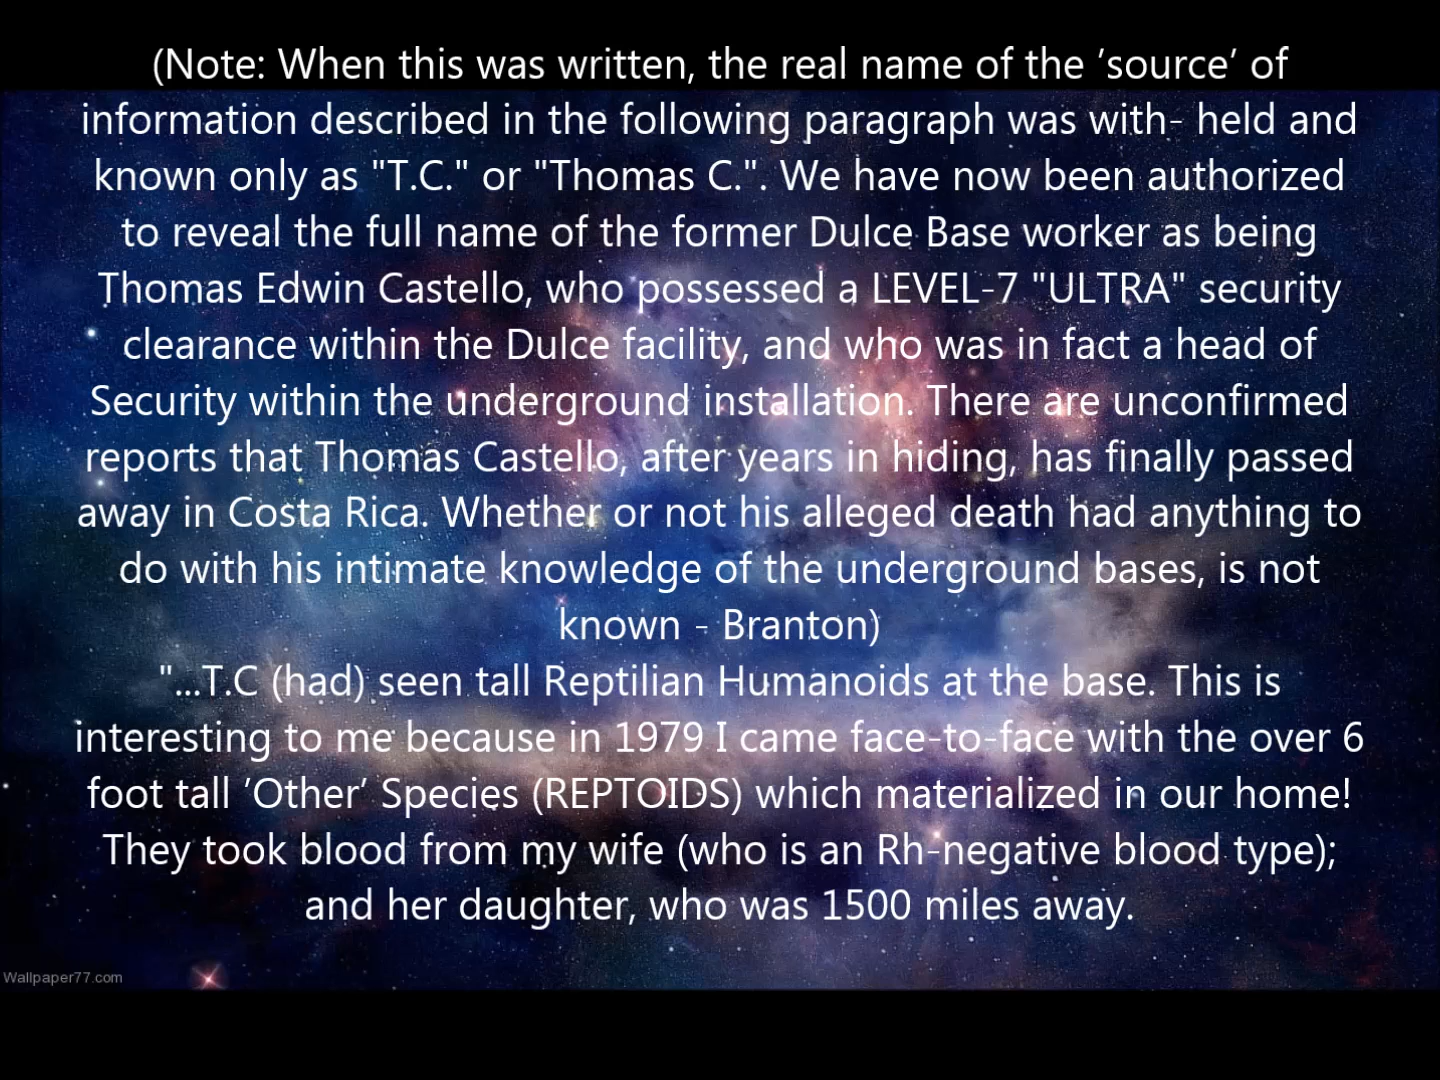 (Note: When this was written, the real name of the ‘source’ of
information described in the following paragraph was with- held and
known only as "T.C." or "Thomas C.". We have now been authorized
to reveal the full name of the former Dulce Base worker as being
Thomas Edwin Castello, who possessed a LEVEL-7 "ULTRA" security
clearance within the Dulce facility, and who was in fact a head of
Security within the underground installation. There are unconfirmed
reports that Thomas Castello, after years in hiding, has finally passed
away in Costa Rica. Whether or not his alleged death had anything to
do with his intimate knowledge of the underground bases, is not
known - Branton)
"...T.C (had) seen tall Reptilian Humanoids at the base. This is
interesting to me because in 1979 I came face-to-face with the over 6
foot tall ‘Other’ Species (REPTOIDS) which materialized in our home!
They took blood from my wife (who is an Rh-negative blood type);
and her daughter, who was 1500 miles away.
Wallpaper77.com